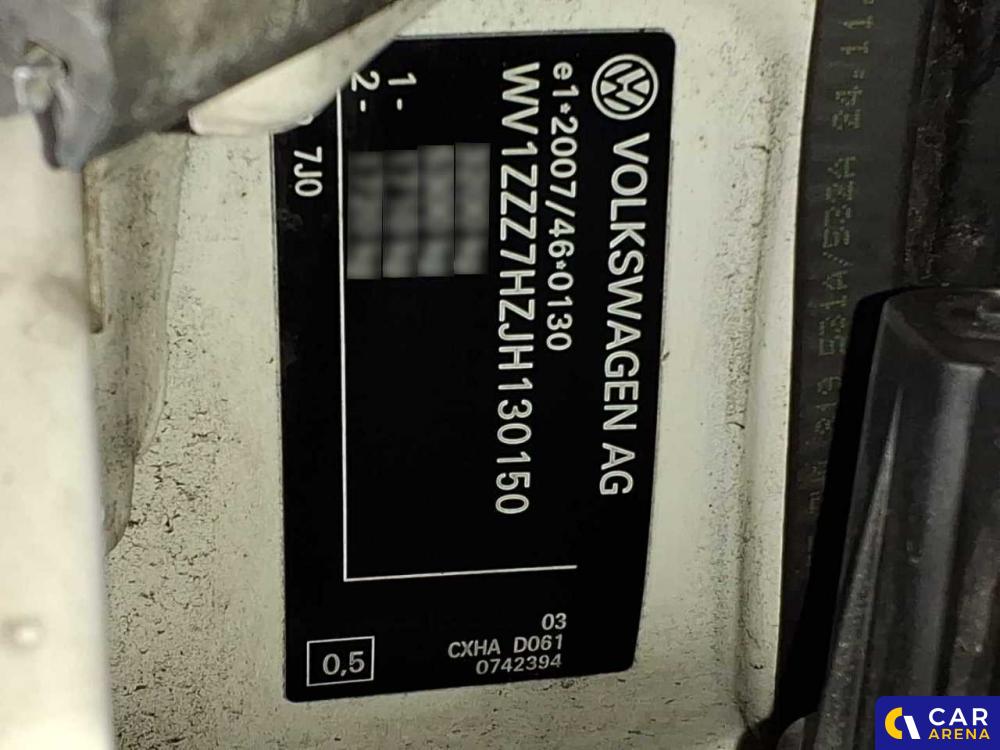 VOLKSWAGEN AG
e1*2007/46*0130
WV1ZZZ7HZJH130150
1-
2-
7J0
03
CXHA D061
0742394
0,5
CAR
ARENA